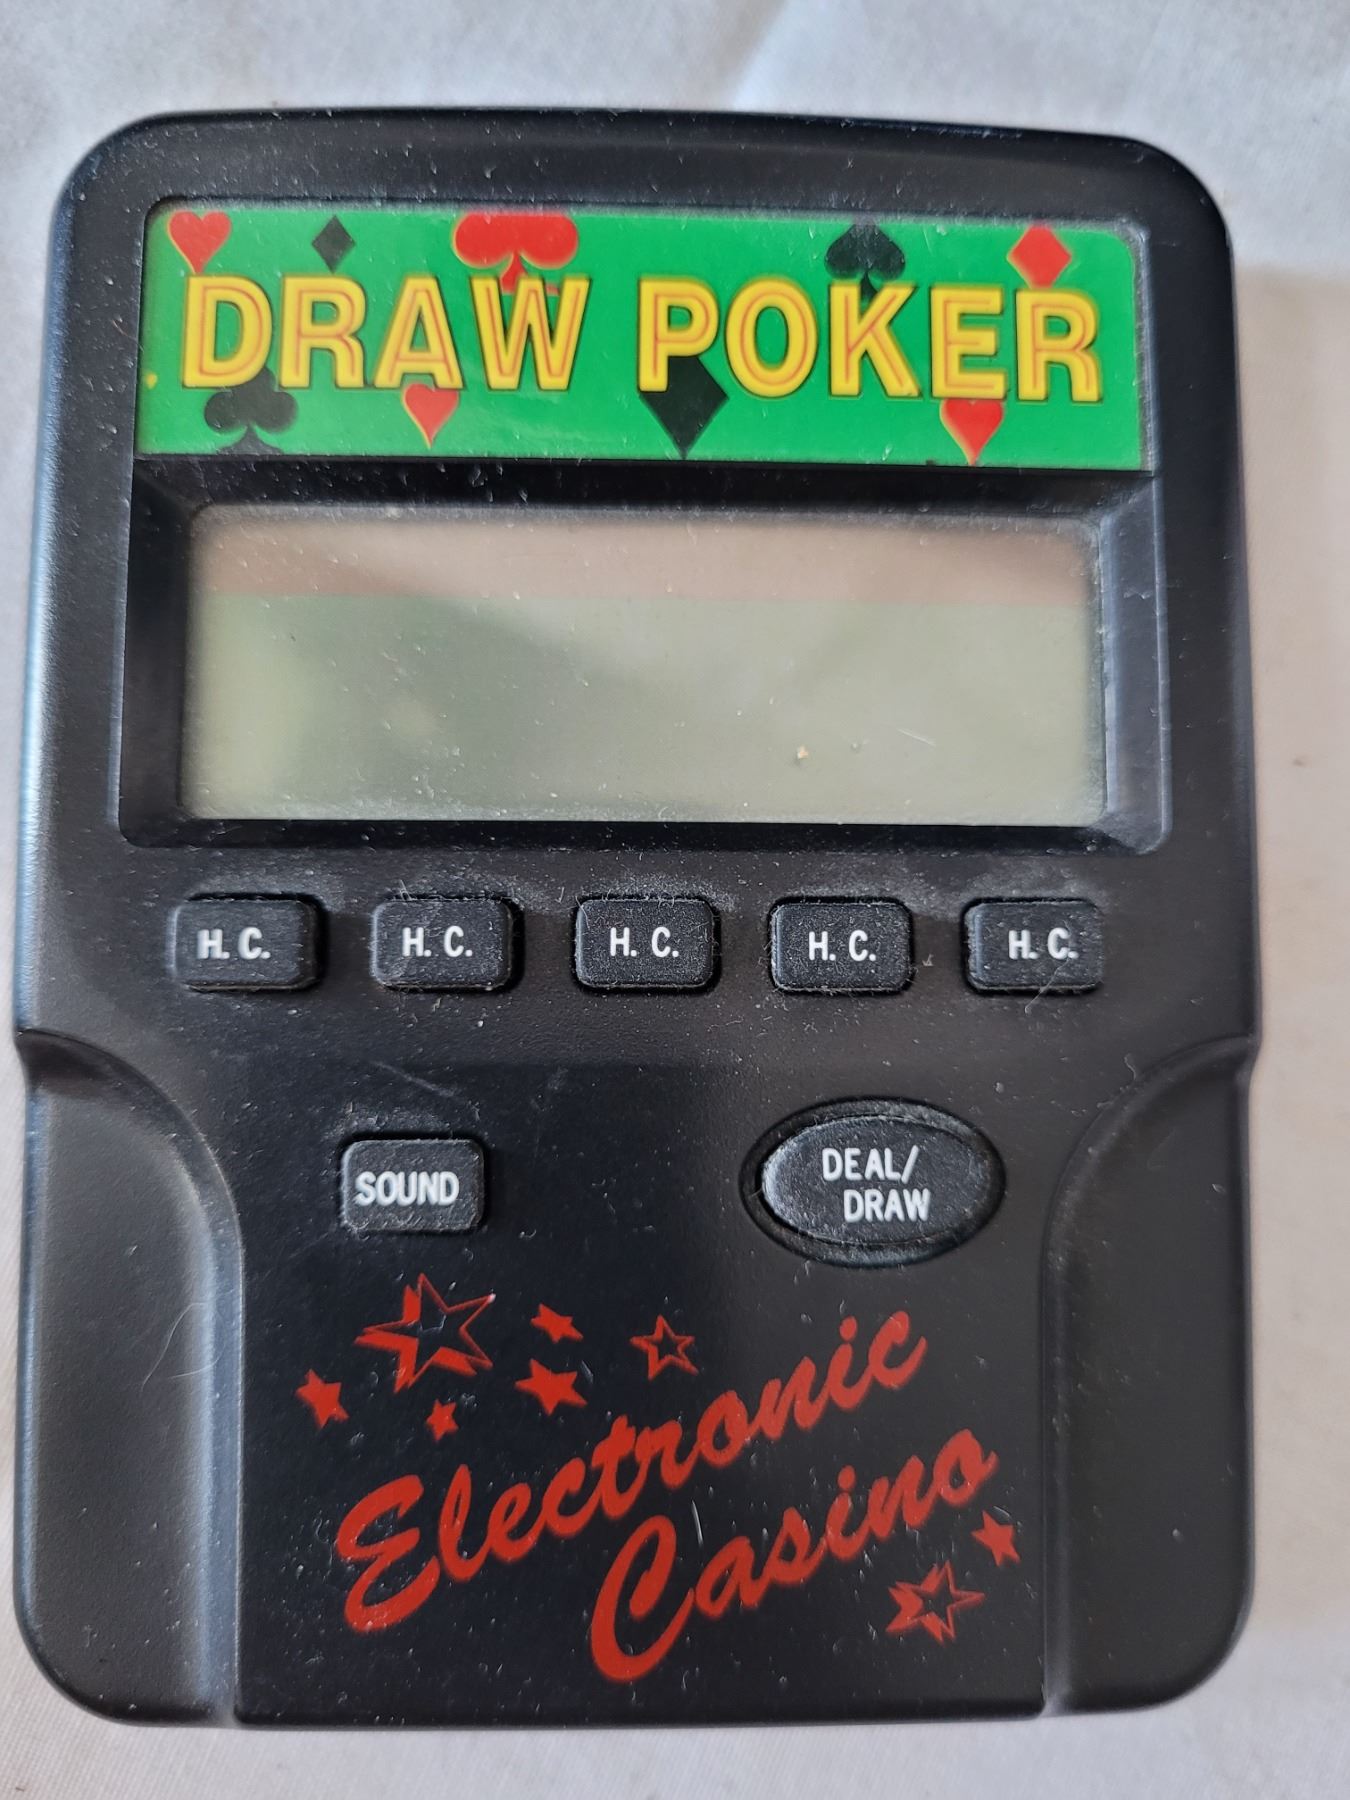 DRAW POKER
H. C. H. C. H. C. H. C. H. C.
SOUND
DEAL/
DRAW
Electronic
Casino